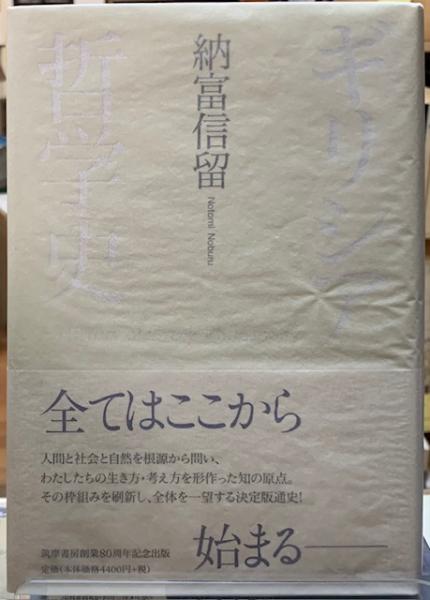 ギリシア
哲学史
納富信留
Notomi Noburu
全てはここから
人間と社会と自然を根源から問い、
わたしたちの生き方・考え方を形作った知の原点。
その枠組みを刷新し、全体を一望する決定版通史!
始まる――
筑摩書房創業80周年記念出版
定価(本体価格4400円+税)